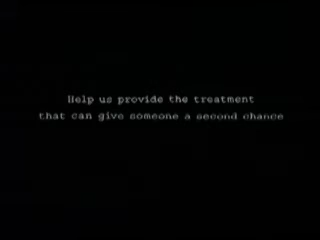 Help us provide the treatment
that can give someone a second chance